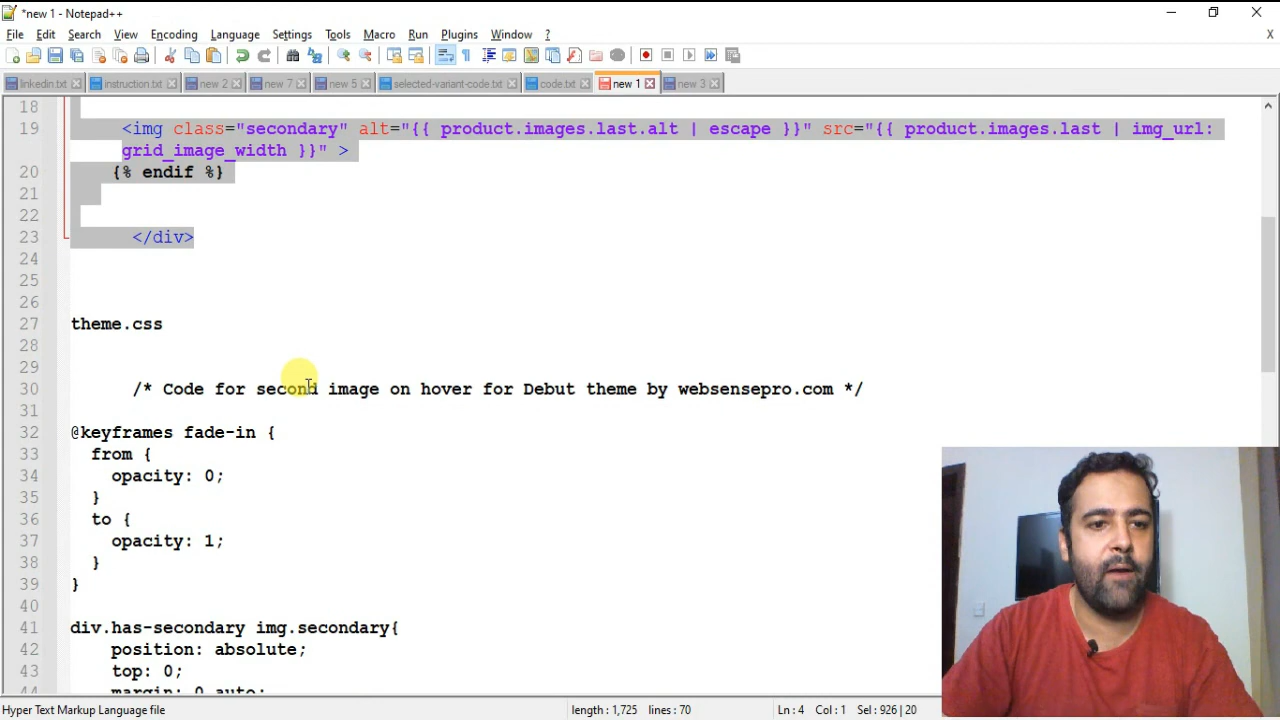 *new 1 - Notepad++
File Edit Search View Encoding Language Settings Tools Macro Run Plugins Window ? X
linkedin.txt instruction.txt new 2 new 7 new 5 selected-variant-code.txt code.txt new 1 new 3
18
19 <img class="secondary" alt="{{ product.images.last.alt | escape }}" src="{{ product.images.last | img_url:
grid_image_width }}" >
20 {% endif %}
21
22
23 </div>
24
25
26
27 theme.css
28
29
30 /* Code for second image on hover for Debut theme by websensepro.com */
31
32 @keyframes fade-in {
33 from {
34 opacity: 0;
35 }
36 to {
37 opacity: 1;
38 }
39 }
40
41 div.has-secondary img.secondary{
42 position: absolute;
43 top: 0;
44 margin: 0 auto;
Hyper Text Markup Language file length : 1,725 lines : 70 Ln : 4 Col : 1 Sel : 926 | 20